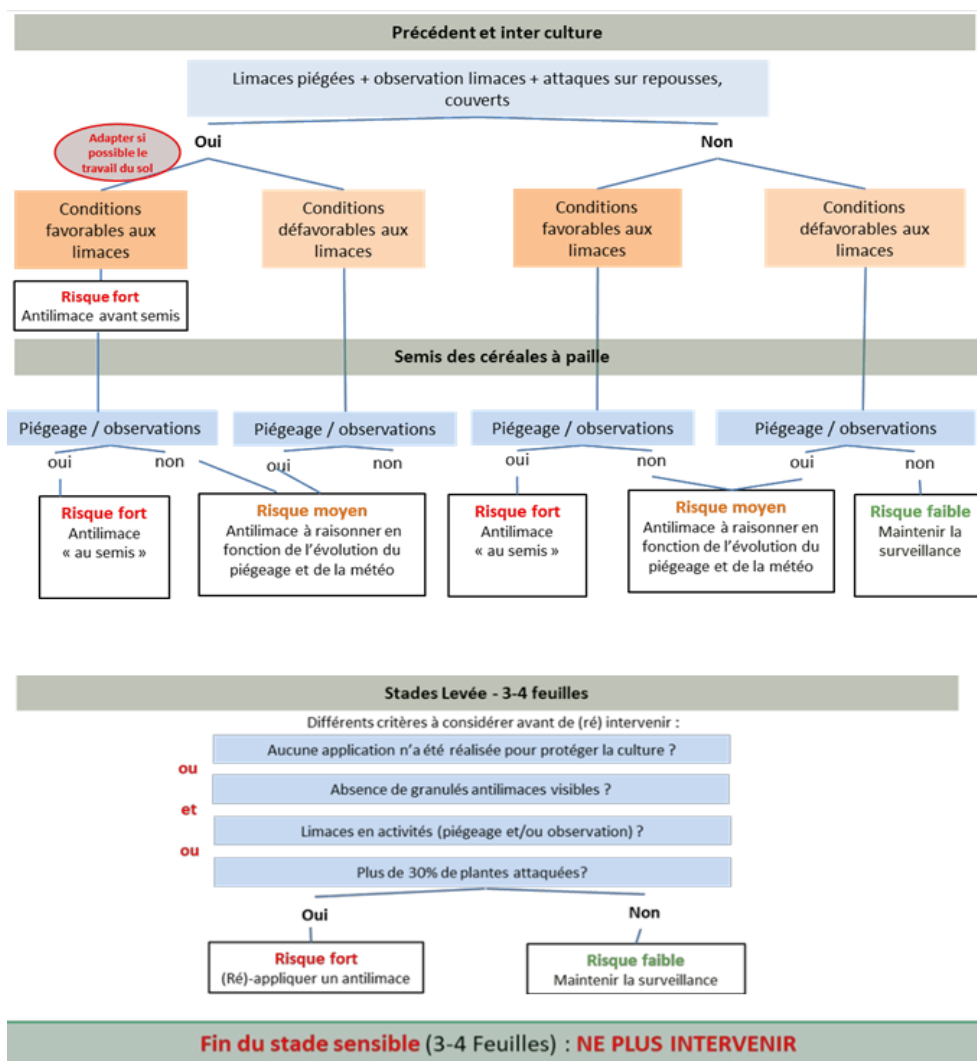 Précédent et inter culture
Limaces piégées + observation limaces + attaques sur repousses,
couverts
Adapter si
possible le
travail du sol
Oui
Non
Conditions
favorables aux
limaces
Conditions
défavorables aux
limaces
Conditions
favorables aux
limaces
Conditions
défavorables aux
limaces
Risque fort
Antilimace avant semis
Semis des céréales à paille
Piégeage / observations
Piégeage / observations
Piégeage / observations
Piégeage / observations
oui
non
oui
non
oui
non
oui
non
Risque fort
Antilimace
« au semis »
Risque moyen
Antilimace à raisonner en
fonction de l'évolution du
piégeage et de la météo
Risque fort
Antilimace
« au semis »
Risque moyen
Antilimace à raisonner en
fonction de l'évolution du
piégeage et de la météo
Risque faible
Maintenir la
surveillance
Stades Levée - 3-4 feuilles
Différents critères à considérer avant de (ré) intervenir :
Aucune application n'a été réalisée pour protéger la culture ?
ou
Absence de granulés antilimaces visibles ?
et
Limaces en activités (piégeage et/ou observation) ?
ou
Plus de 30% de plantes attaquées?
Oui
Non
Risque fort
(Ré)-appliquer un antilimace
Risque faible
Maintenir la surveillance
Fin du stade sensible (3-4 Feuilles) : NE PLUS INTERVENIR